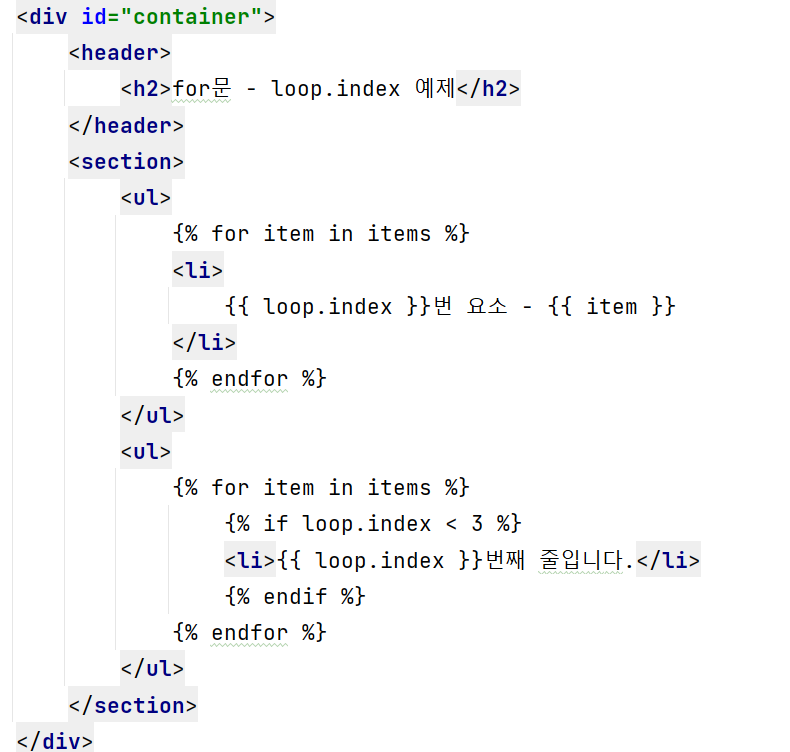 <div id="container">
<header>
<h2>for문 - loop.index 예제</h2>
</header>
<section>
<ul>
{% for item in items %}
<li>
{{ loop.index }}번 요소 - {{ item }}
</li>
{% endfor %}
</ul>
<ul>
{% for item in items %}
{% if loop.index < 3 %}
<li>{{ loop.index }}번째 줄입니다.</li>
{% endif %}
{% endfor %}
</ul>
</section>
</div>